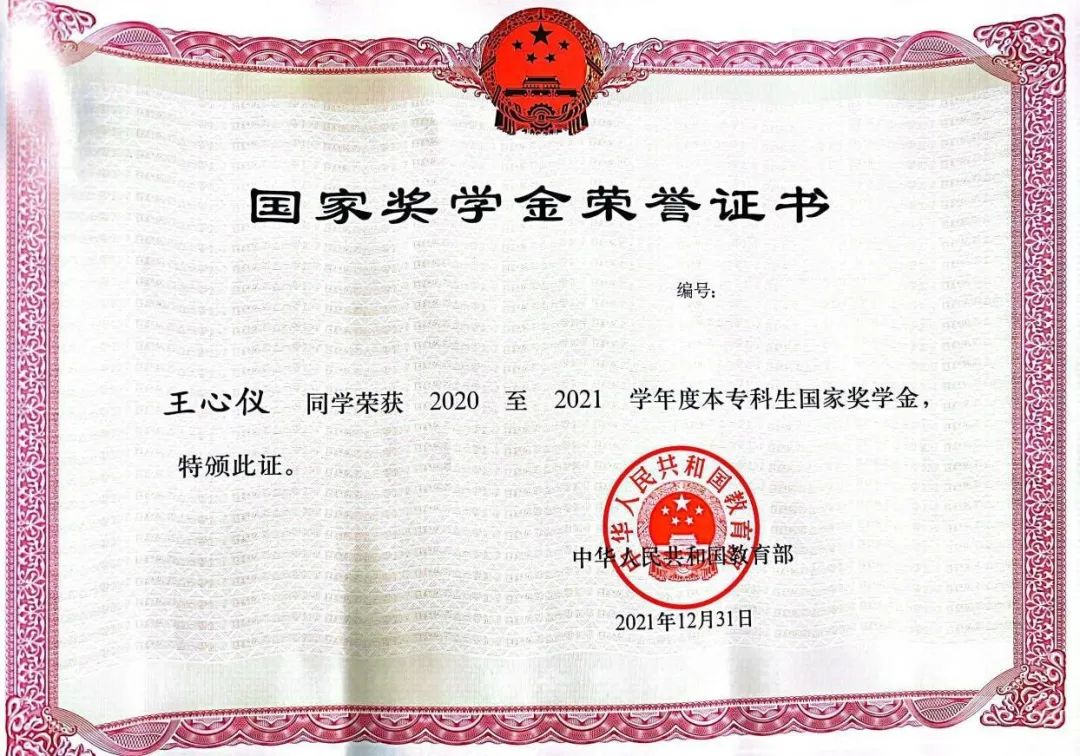 国家奖学金荣誉证书
编号：
王心仪 同学荣获 2020 至 2021 学年度本专科生国家奖学金，
特颁此证。
中华人民共和国教育部
中华人民共和国教育部
2021年12月31日